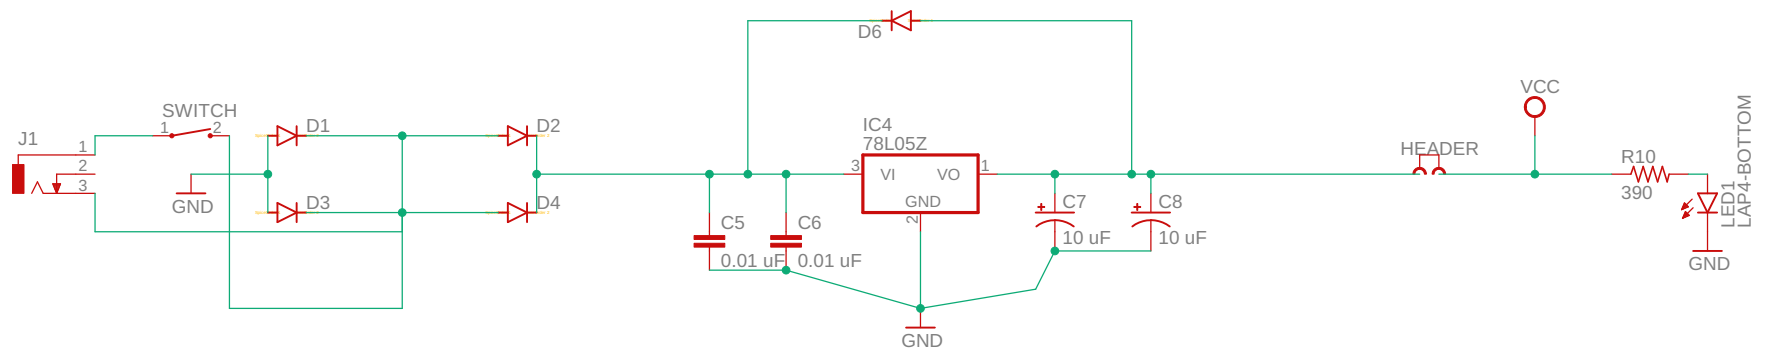 J1
1
2
3
SWITCH
1
2
GND
D1
D3
D2
D4
D6
C5
0.01 uF
C6
0.01 uF
IC4
78L05Z
3
VI
VO
1
GND
2
GND
C7
10 uF
C8
10 uF
HEADER
VCC
R10
390
LED1
LAP4-BOTTOM
GND